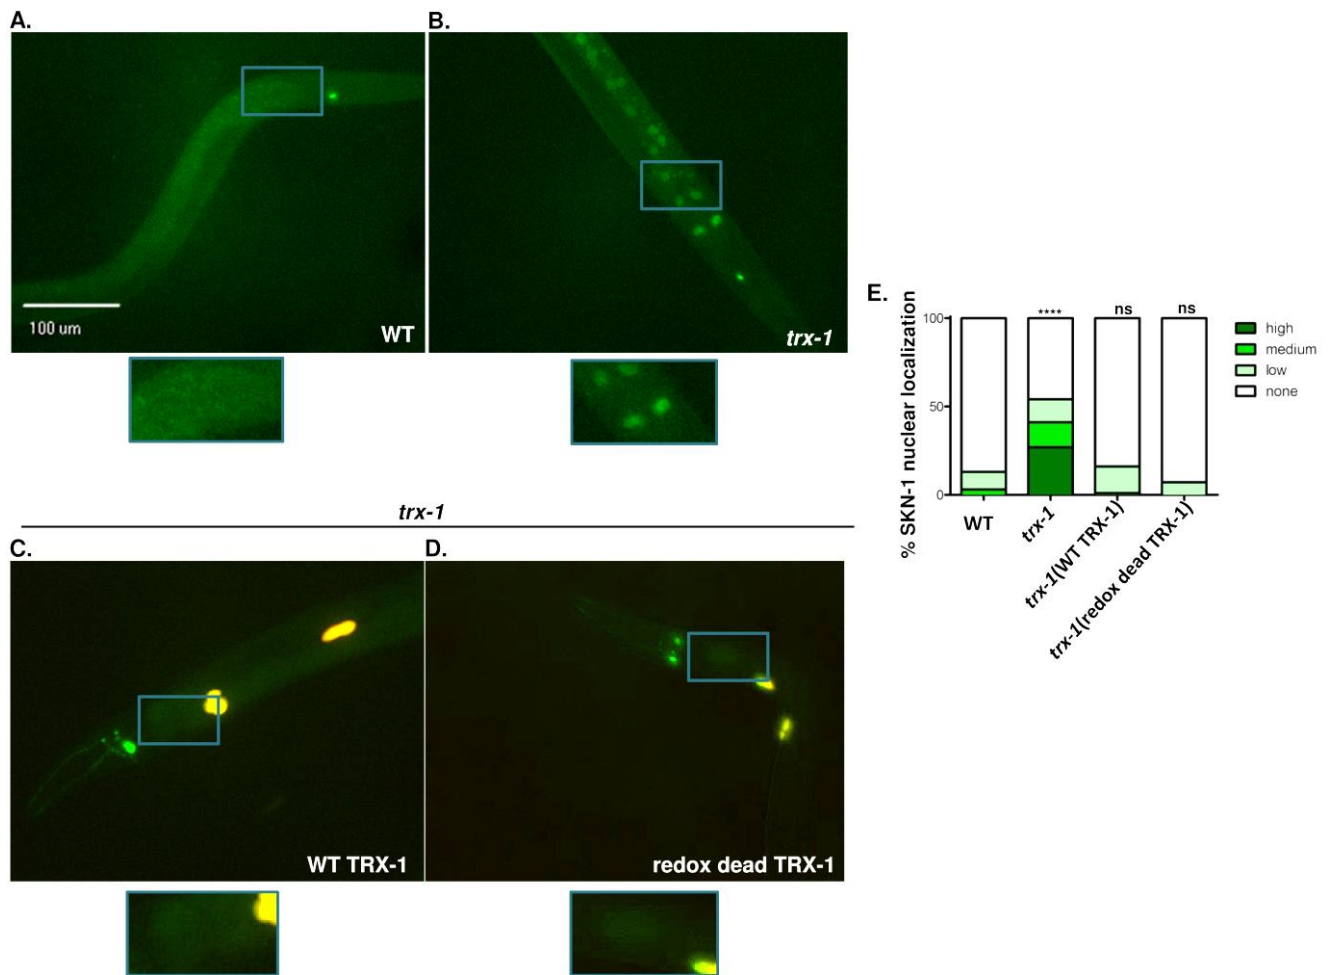 A.
B.
100 um
WT
trx-1
trx-1
C.
D.
WT TRX-1
redox dead TRX-1
E.
% SKN-1 nuclear localization
100
50
0
****
ns
ns
WT
trx-1
trx-1(WT TRX-1)
trx-1(redox dead TRX-1)
high
medium
low
none